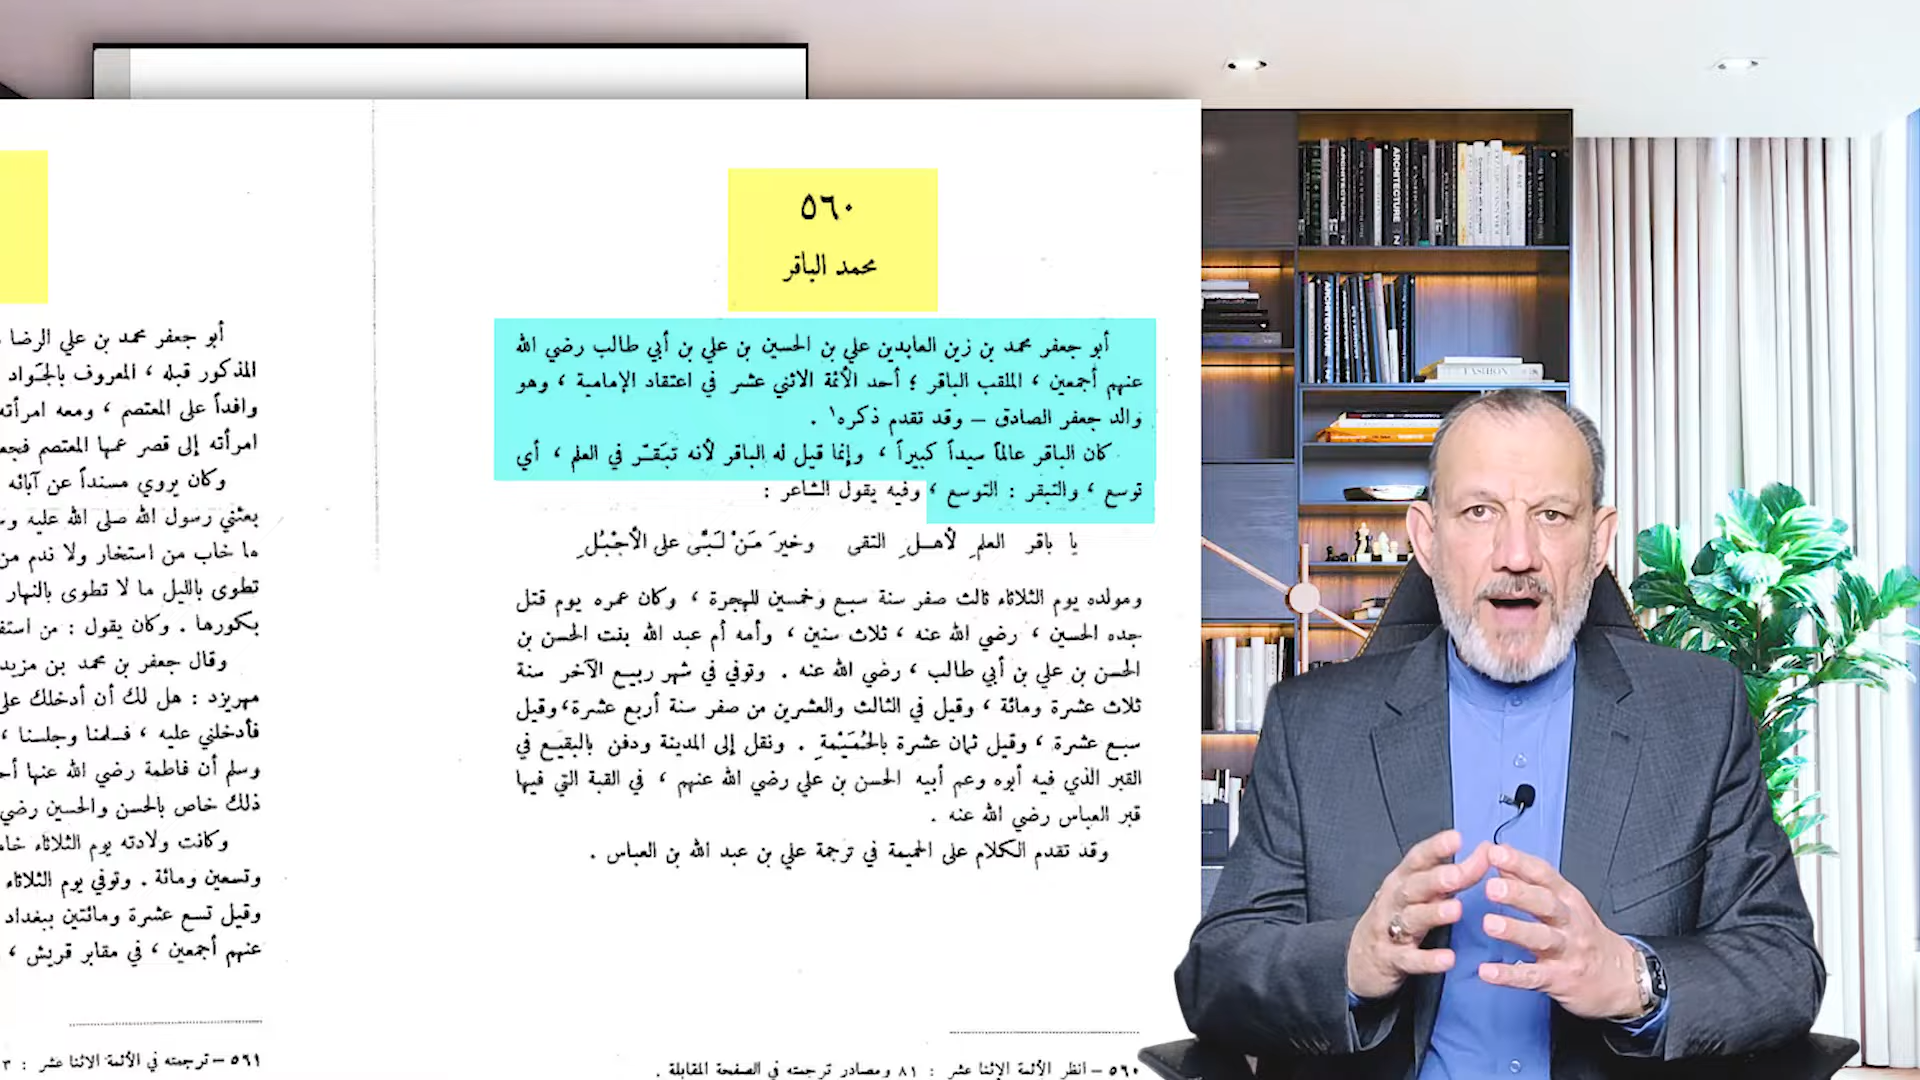 ٥٦٠
محمد الباقر
أبو جعفر محمد بن زين العابدين علي بن الحسين بن علي بن أبي طالب رضي الله
عنهم أجمعين ، الملقب الباقر ؛ أحد الأئمة الاثني عشر في اعتقاد الإمامية ، وهو
والد جعفر الصادق – وقد تقدم ذكره١ .
كان الباقر عالماً سيداً كبيراً ، وإنما قيل له الباقر لأنه تبَقـّر في العلم ، أي
توسع ، والتبقر : التوسع ، وفيه يقول الشاعر :
يا باقر العلمِ لأهـلِ التقى وخيرَ مَـنْ لـَبـّى على الأجْبُلِ
ومولده يوم الثلاثاء ثالث صفر سنة سبع وخمسين للهجرة ، وكان عمره يوم قتل
جده الحسين ، رضي الله عنه ، ثلاث سنين ، وأمه أم عبد الله بنت الحسن بن
الحسن بن علي بن أبي طالب ، رضي الله عنه . وتوفي في شهر ربيع الآخر سنة
ثلاث عشرة ومائة ، وقيل في الثالث والعشرين من صفر سنة أربع عشرة، وقيل
سبع عشرة ، وقيل ثمان عشرة بالحُمَيْمةِ . ونقل إلى المدينة ودفن بالبقيع في
القبر الذي فيه أبوه وعم أبيه الحسن بن علي رضي الله عنهم ، في القبة التي فيها
قبر العباس رضي الله عنه .
وقد تقدم الكلام على الحميمة في ترجمة علي بن عبد الله بن العباس .
٥٦٠ – انظر الأئمة الاثنا عشر : ٨١ ومصادر ترجمته في الصفحة المقابلة .
أبو جعفر محمد بن علي الرضا
المذكور قبله ، المعروف بالجَواد
وافداً على المعتصم ، ومعه امرأته
امرأته إلى قصر عمها المعتصم فجعل
وكان يروي مسنداً عن آبائه
بعثني رسول الله صلى الله عليه
ما خاب من استخار ولا ندم من
تطوى بالليل ما لا تطوى بالنهار
بكورها . وكان يقول : من
وقال جعفر بن محمد بن مزيد
مهريزد : هل لك أن أدخلك على
فأدخلني عليه ، فسلمنا وجلسنا ،
وسلم أن فاطمة رضي الله عنها
ذلك خاص بالحسن والحسين
وكانت ولادته يوم الثلاثاء
وتسعين ومائة . وتوفي يوم الثلاثاء
وقيل تسع عشرة ومائتين ببغداد
عنهم أجمعين ، في مقابر قريش ،
٥٦١ – ترجمته في الأئمة الاثنا عشر :
ARCHITECTURE
FASHION